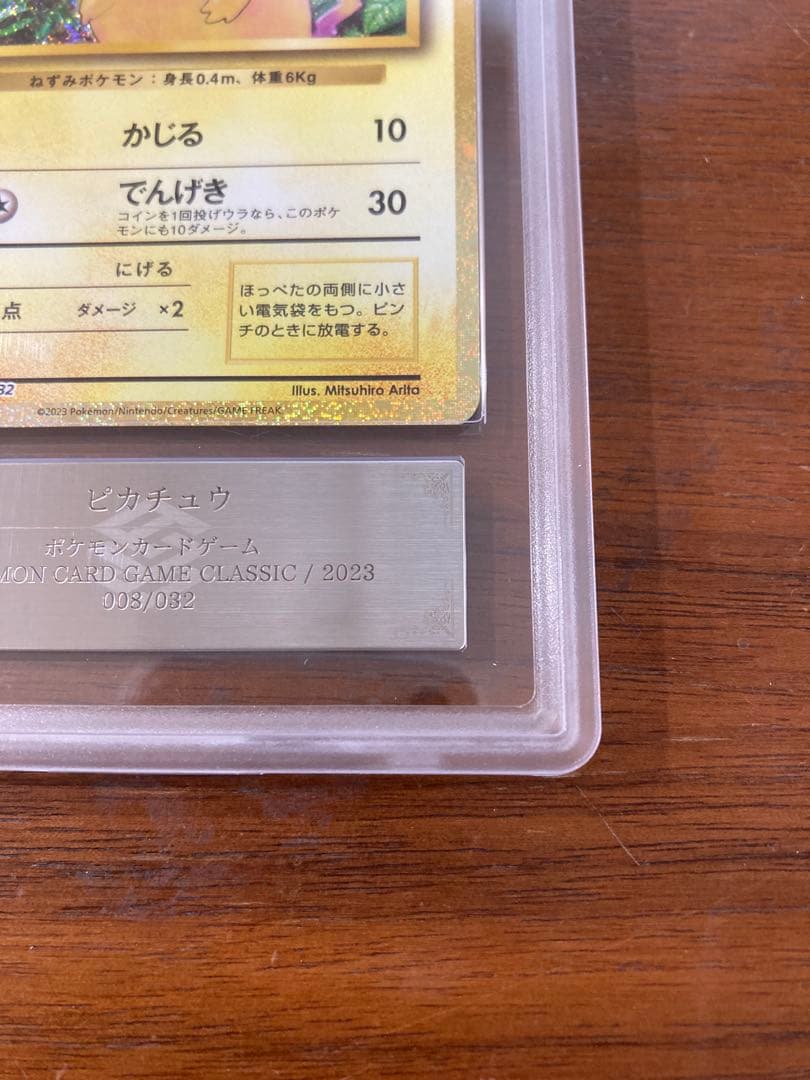 ねずみポケモン：身長0.4m、体重6Kg
かじる 10
でんげき 30
コインを1回投げウラなら、このポケ
モンにも10ダメージ。
にげる
点 ダメージ ×2
ほっぺたの両側に小さ
い電気袋をもつ。ピン
チのときに放電する。
32 Illus. Mitsuhiro Arita
©2023 Pokémon/Nintendo/Creatures/GAME FREAK
ピカチュウ
ポケモンカードゲーム
MON CARD GAME CLASSIC / 2023
008/032